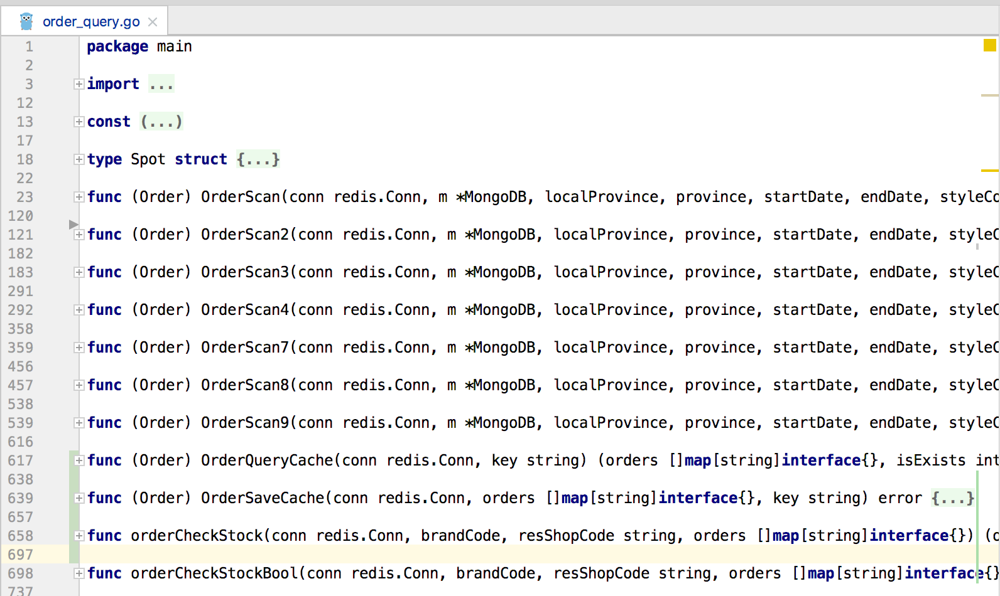 order_query.go
1 package main
2
3 import ...
12
13 const (...)
17
18 type Spot struct {...}
22
23 func (Order) OrderScan(conn redis.Conn, m *MongoDB, localProvince, province, startDate, endDate, styleCo
120
121 func (Order) OrderScan2(conn redis.Conn, m *MongoDB, localProvince, province, startDate, endDate, styleC
182
183 func (Order) OrderScan3(conn redis.Conn, m *MongoDB, localProvince, province, startDate, endDate, styleC
291
292 func (Order) OrderScan4(conn redis.Conn, m *MongoDB, localProvince, province, startDate, endDate, styleC
358
359 func (Order) OrderScan7(conn redis.Conn, m *MongoDB, localProvince, province, startDate, endDate, styleC
456
457 func (Order) OrderScan8(conn redis.Conn, m *MongoDB, localProvince, province, startDate, endDate, styleC
538
539 func (Order) OrderScan9(conn redis.Conn, m *MongoDB, localProvince, province, startDate, endDate, styleC
616
617 func (Order) OrderQueryCache(conn redis.Conn, key string) (orders []map[string]interface{}, isExists int
638
639 func (Order) OrderSaveCache(conn redis.Conn, orders []map[string]interface{}, key string) error {...}
657
658 func orderCheckStock(conn redis.Conn, brandCode, resShopCode string, orders []map[string]interface{}) (o
697
698 func orderCheckStockBool(conn redis.Conn, brandCode, resShopCode string, orders []map[string]interface{}
737